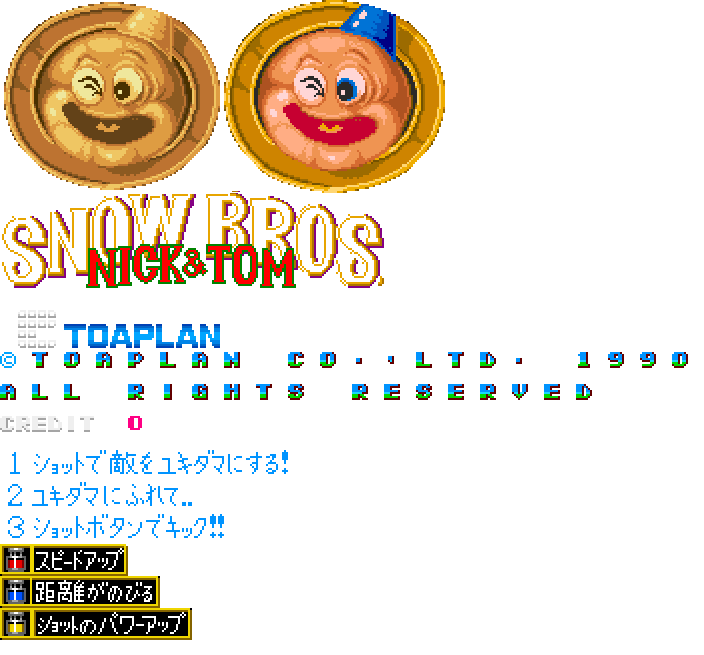 SNOW BROS.
NICK&TOM
TOAPLAN
© TOAPLAN CO.,LTD. 1990
ALL RIGHTS RESERVED
CREDIT 0
1 ショットで敵をユキダマにする!
2 ユキダマにふれて..
3 ショットボタンでキック!!
スピードアップ
距離がのびる
ショットのパワーアップ